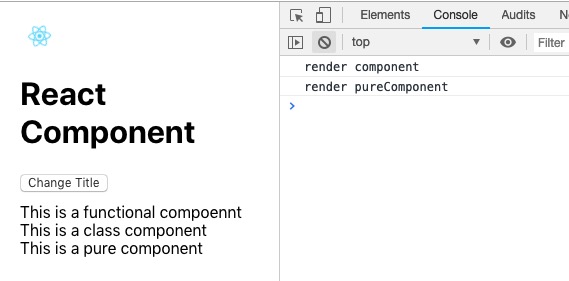 Elements Console Audits Ne
top Filter
render component
render pureComponent
React
Component
Change Title
This is a functional compoennt
This is a class component
This is a pure component